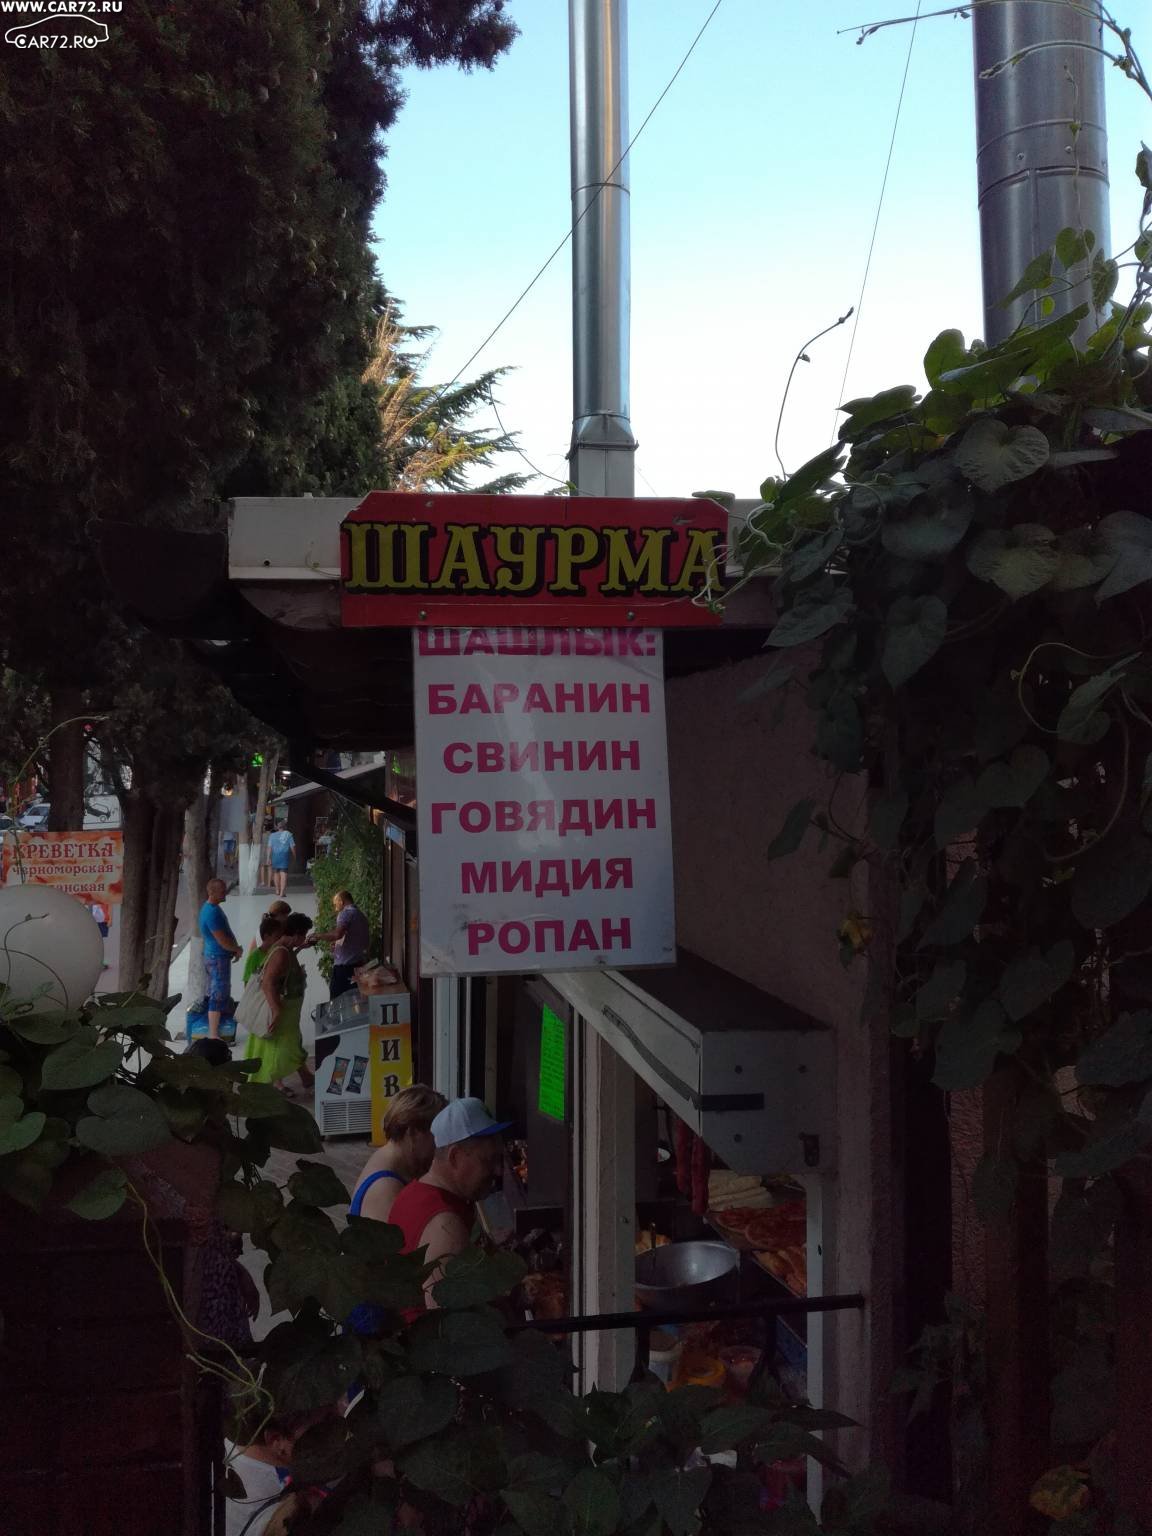 WWW.CAR72.RU
CAR72.RU
ШАУРМА
ШАШЛЫК:
БАРАНИН
СВИНИН
ГОВЯДИН
МИДИЯ
РОПАН
КРЕВЕТКА
черноморская
ПИВ